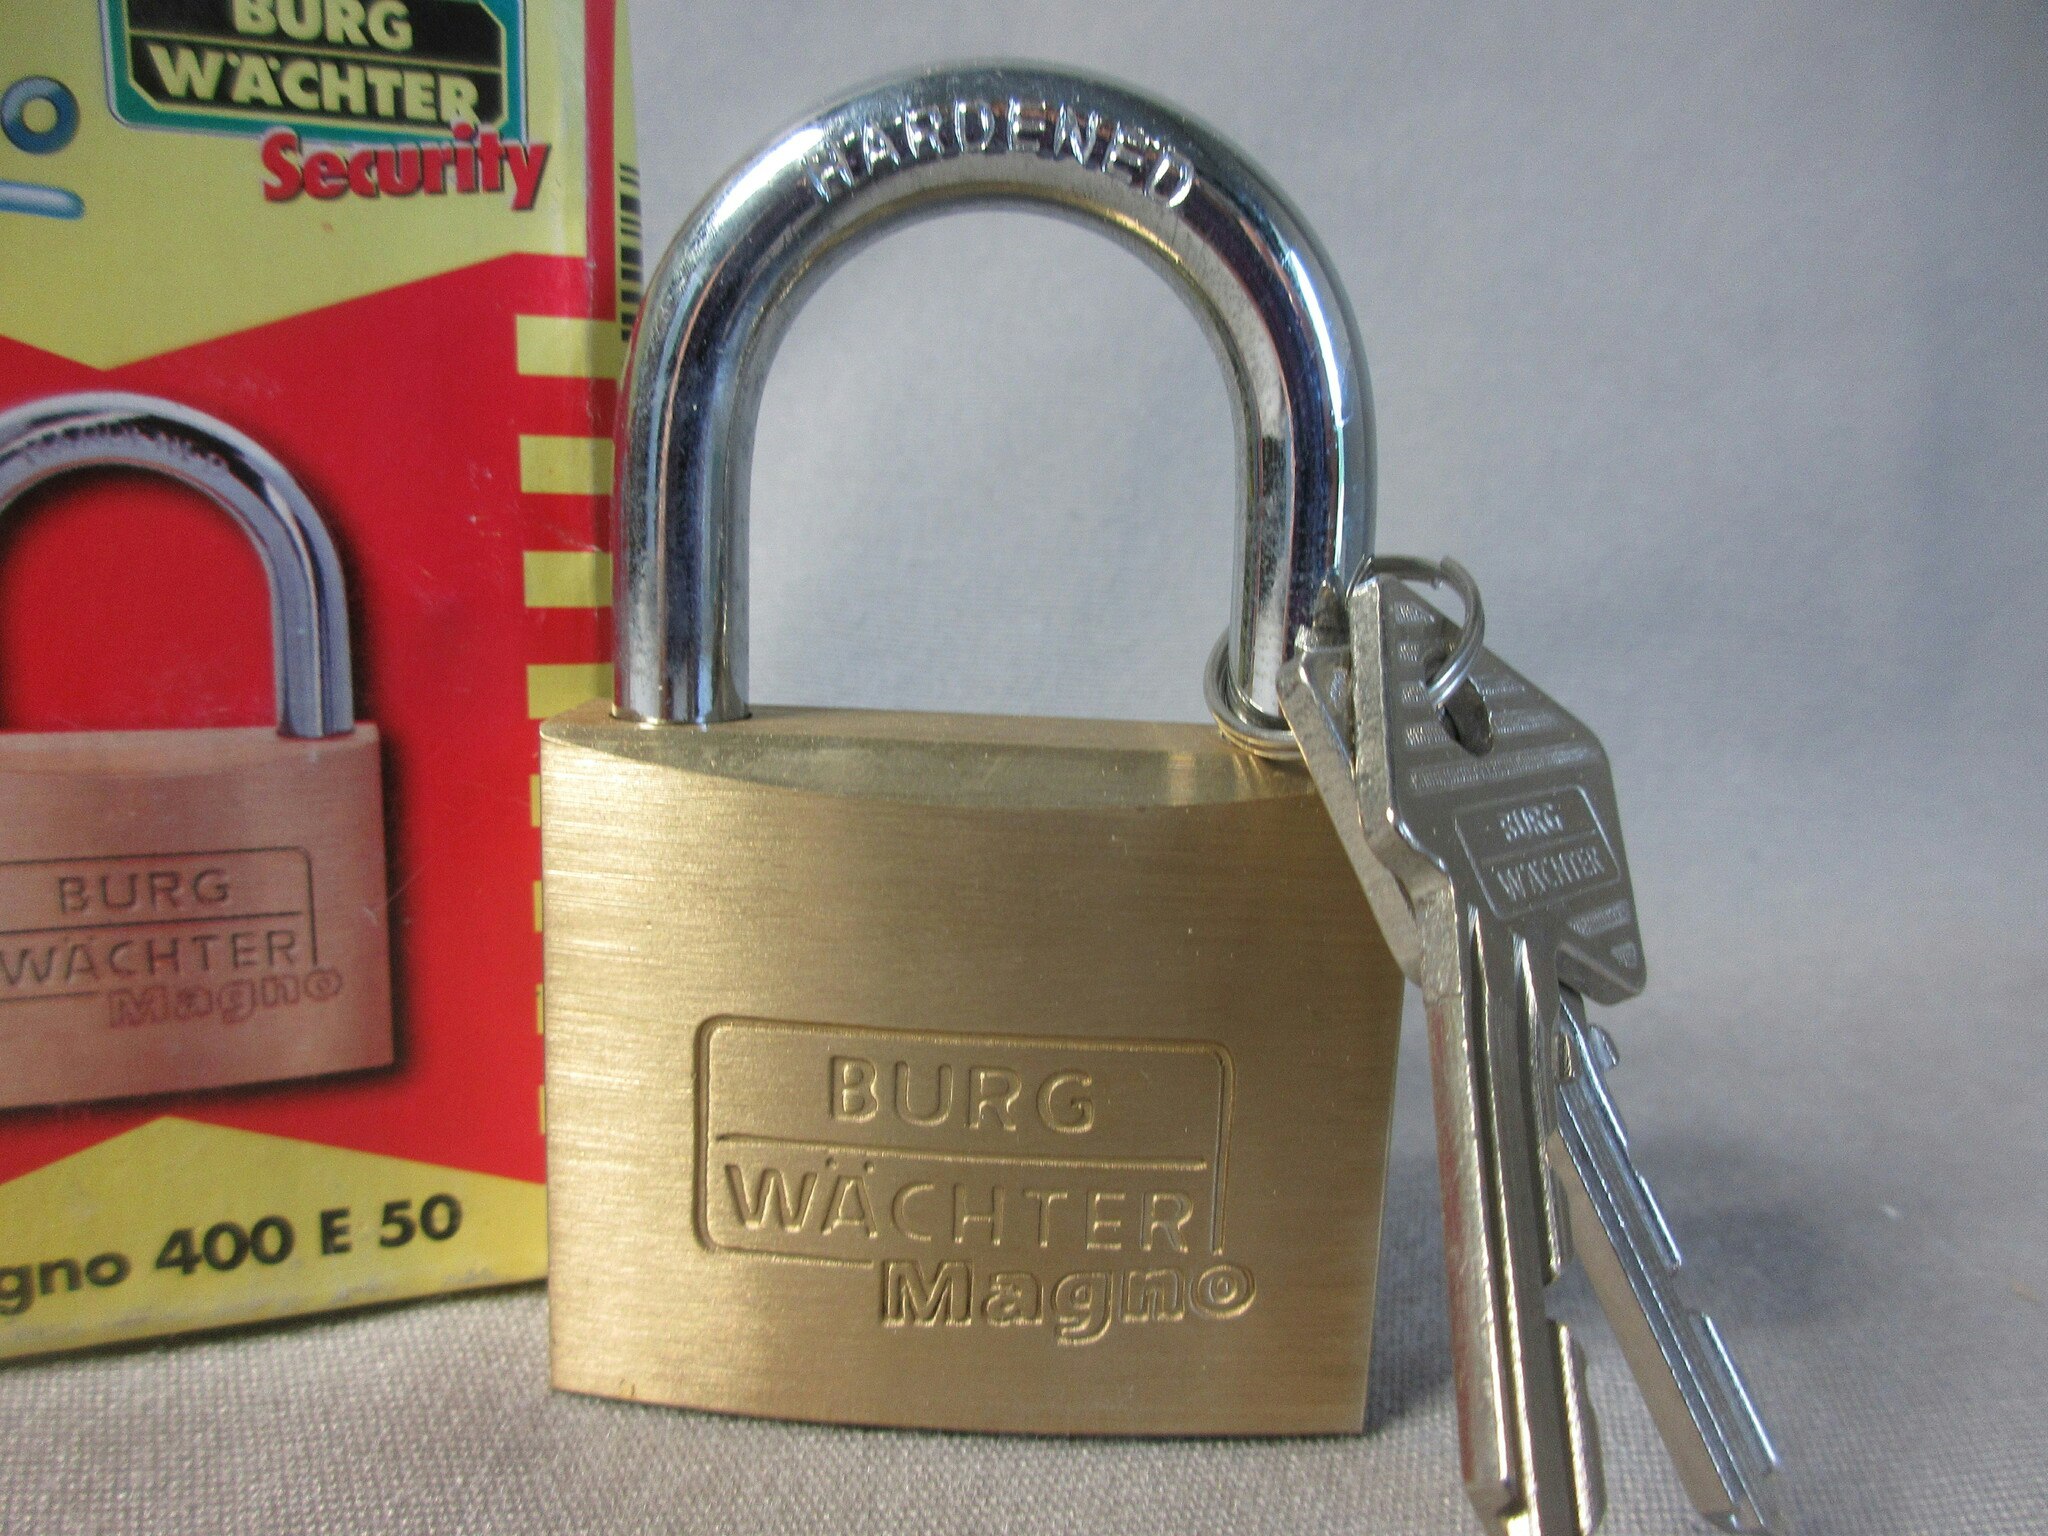 BURG
WÄCHTER
Security
BURG
WÄCHTER
Magno
gno 400 E 50
HARDENED
BURG
WÄCHTER
Magno
BURG
WÄCHTER